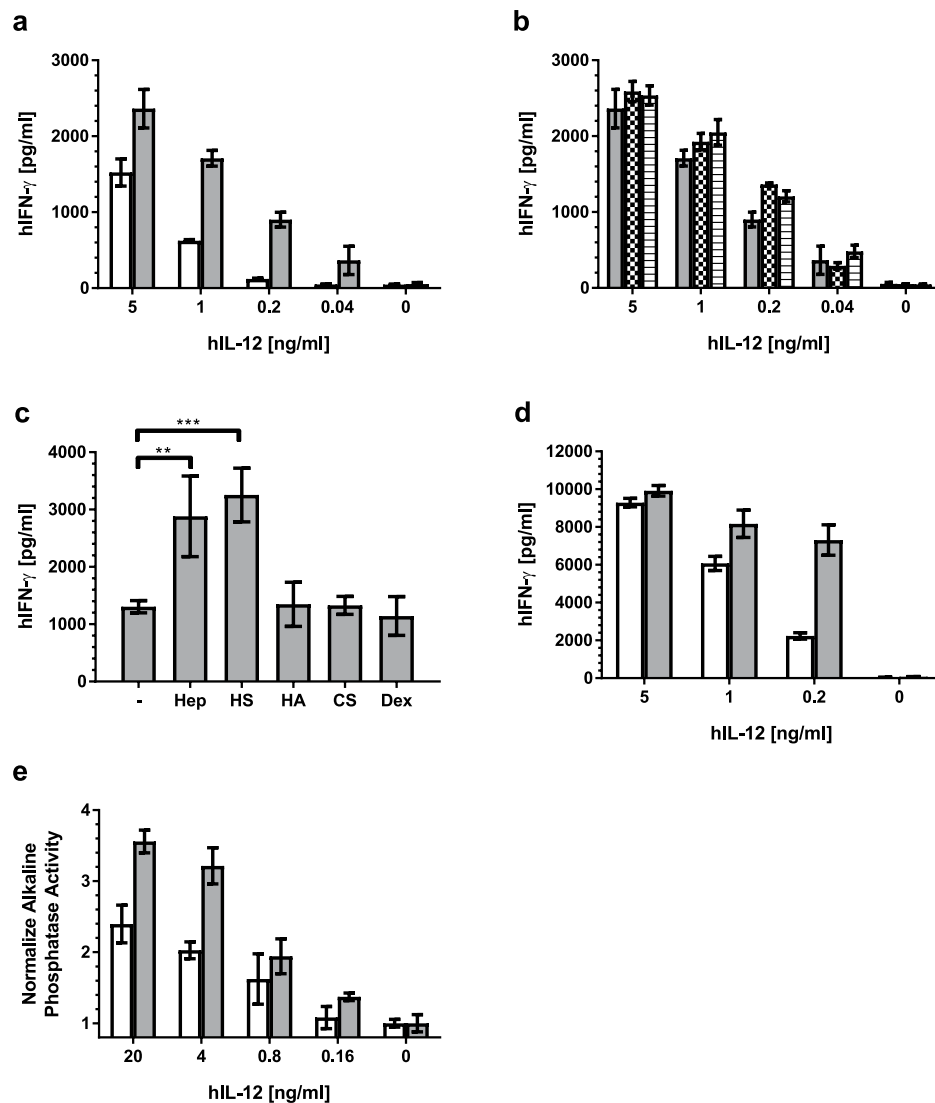 a
3000
2000
1000
0
hIFN-γ [pg/ml]
5 1 0.2 0.04 0
hIL-12 [ng/ml]
b
3000
2000
1000
0
hIFN-γ [pg/ml]
5 1 0.2 0.04 0
hIL-12 [ng/ml]
c
4000
3000
2000
1000
0
hIFN-γ [pg/ml]
***
**
- Hep HS HA CS Dex
d
12000
10000
8000
6000
4000
2000
0
hIFN-γ [pg/ml]
5 1 0.2 0
hIL-12 [ng/ml]
e
4
3
2
1
Normalize Alkaline
Phosphatase Activity
20 4 0.8 0.16 0
hIL-12 [ng/ml]